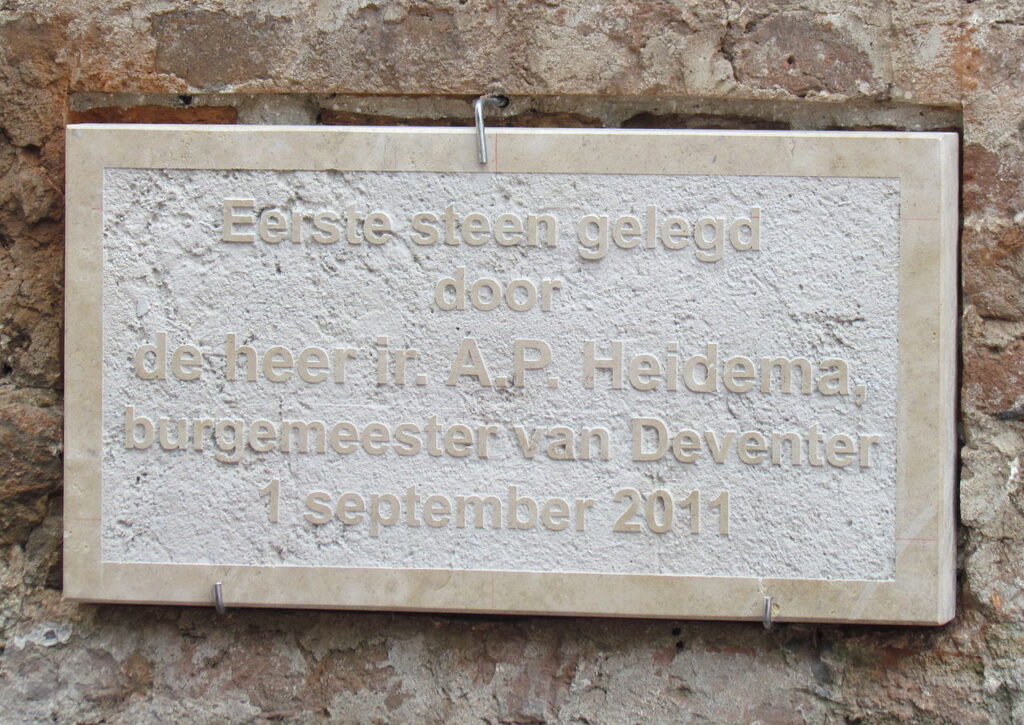 Eerste steen gelegd
door
de heer ir. A.P. Heidema,
burgemeester van Deventer
1 september 2011